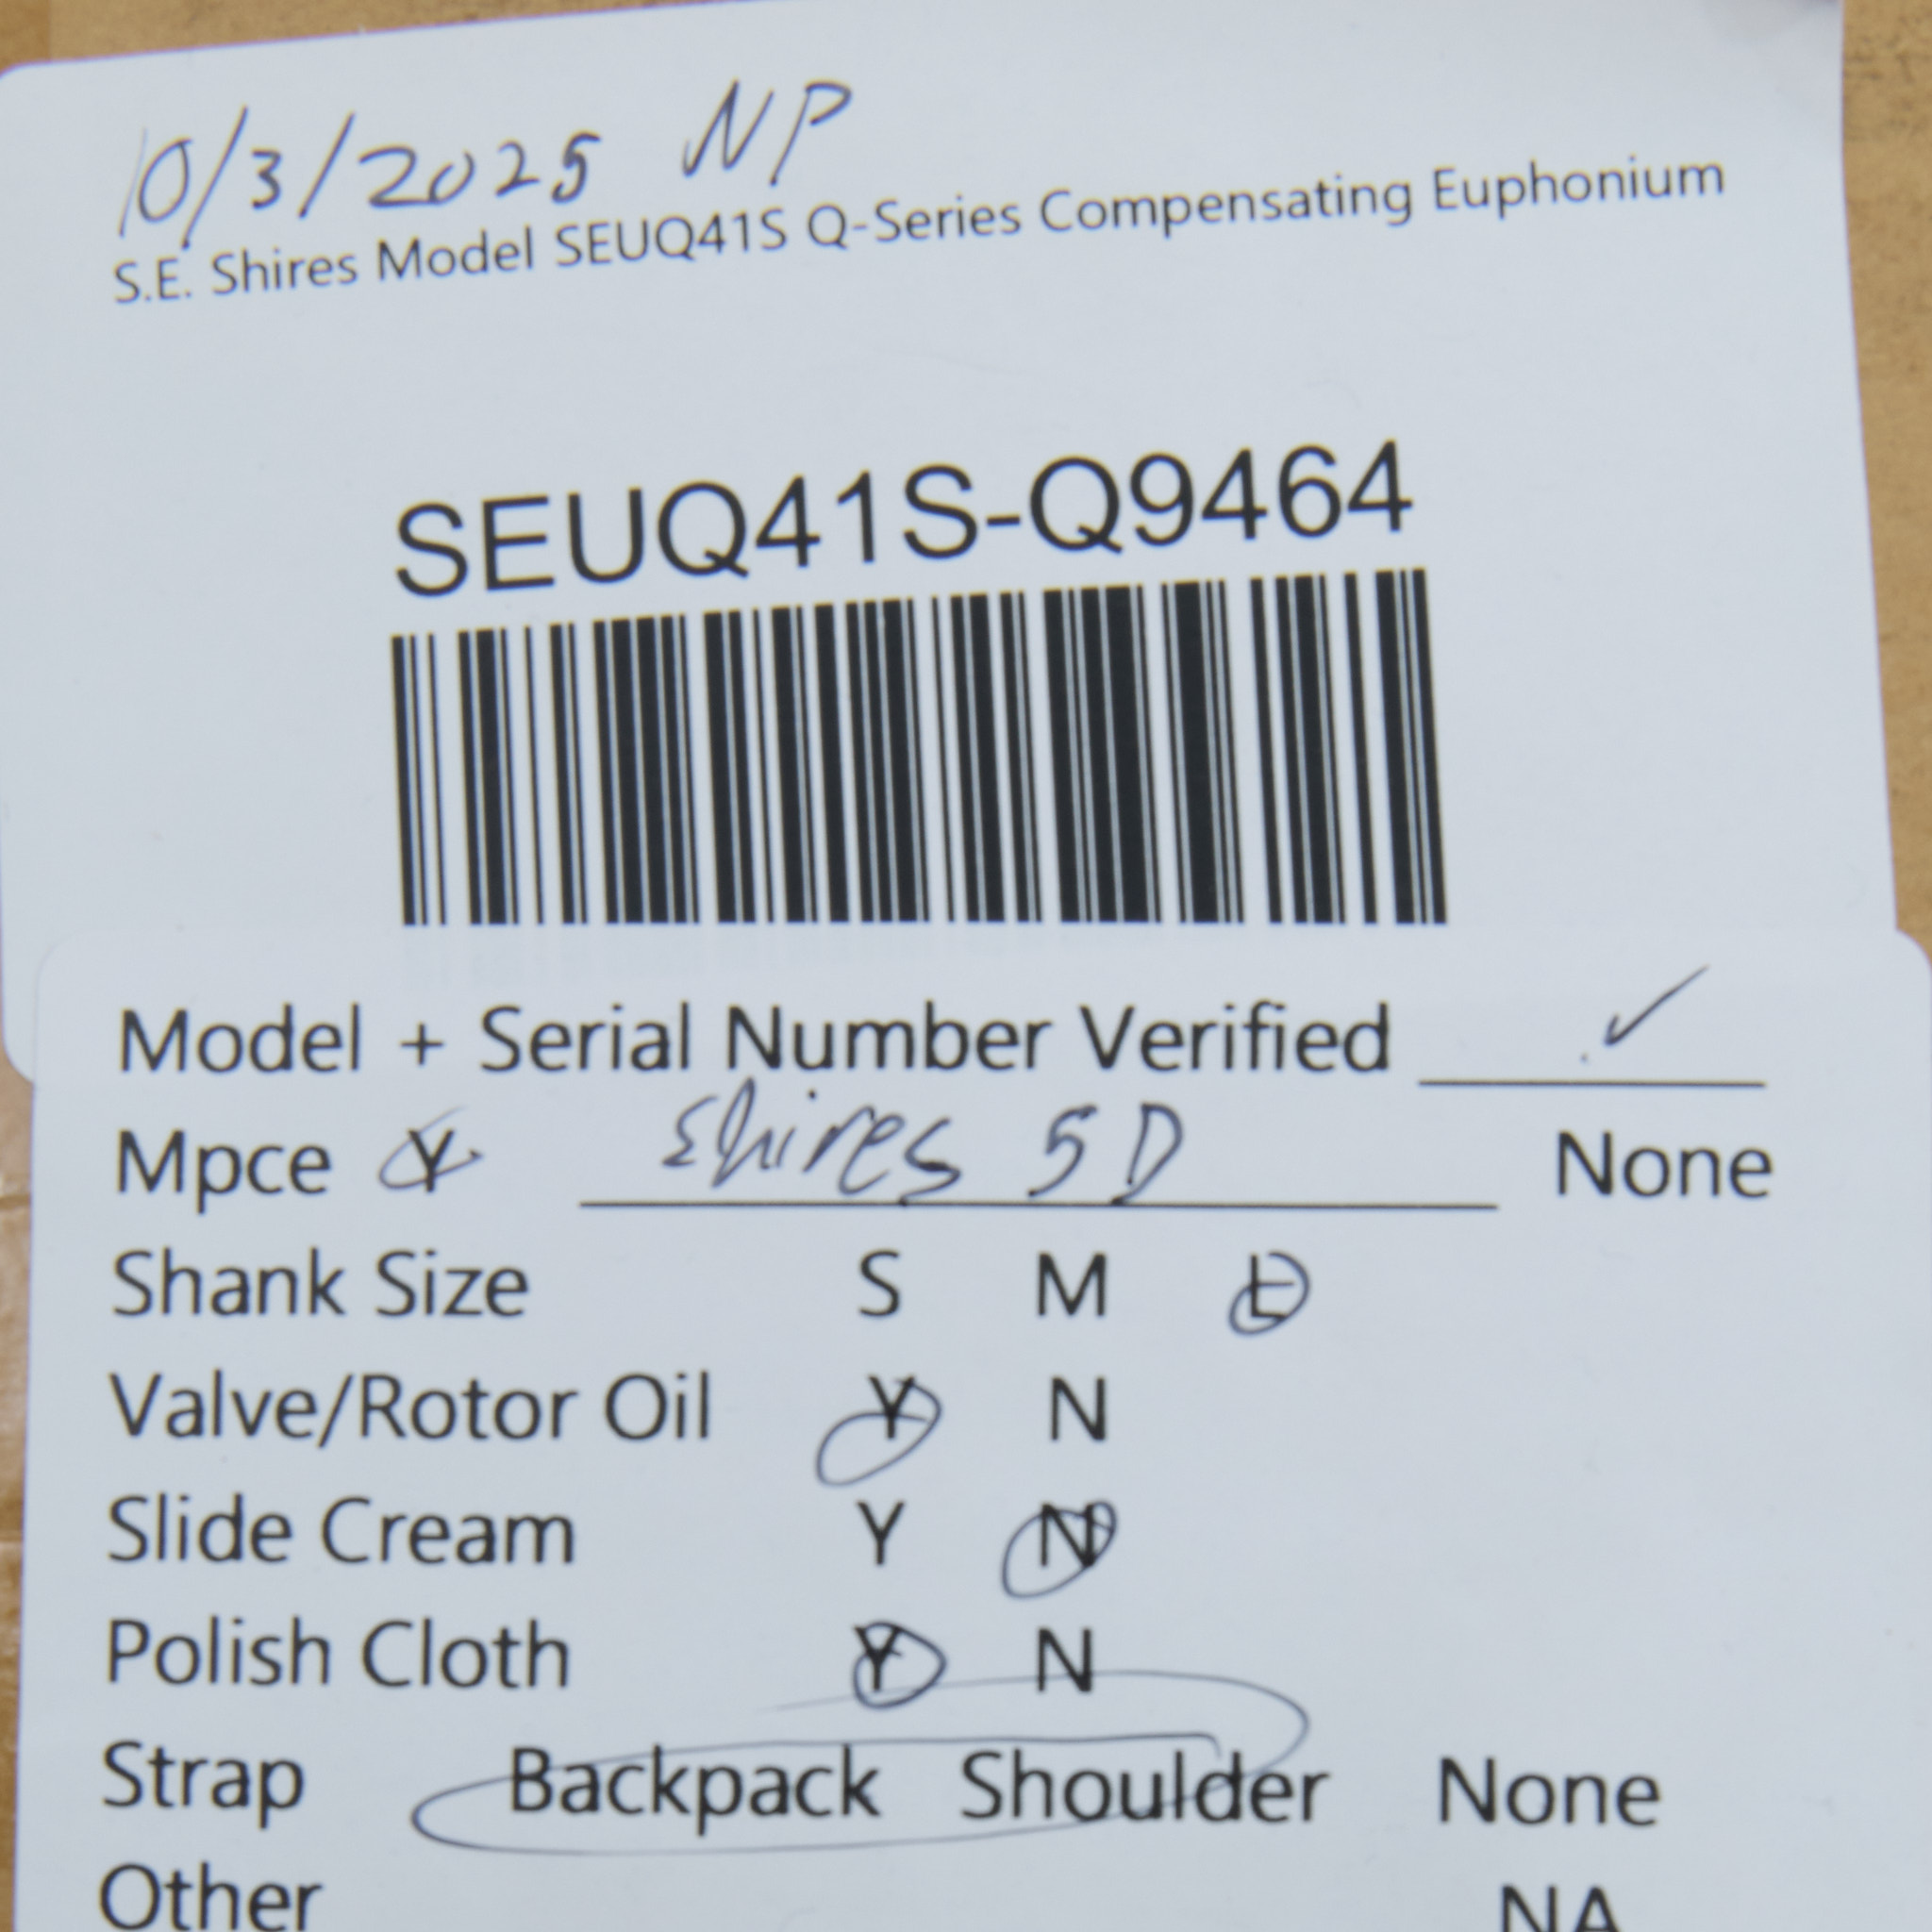 10/3/2025 NP
S.E. Shires Model SEUQ41S Q-Series Compensating Euphonium
SEUQ41S-Q9464
Model + Serial Number Verified ✓
Mpce Y Shires 5D None
Shank Size S M L
Valve/Rotor Oil Y N
Slide Cream Y N
Polish Cloth Y N
Strap Backpack Shoulder None
Other NA